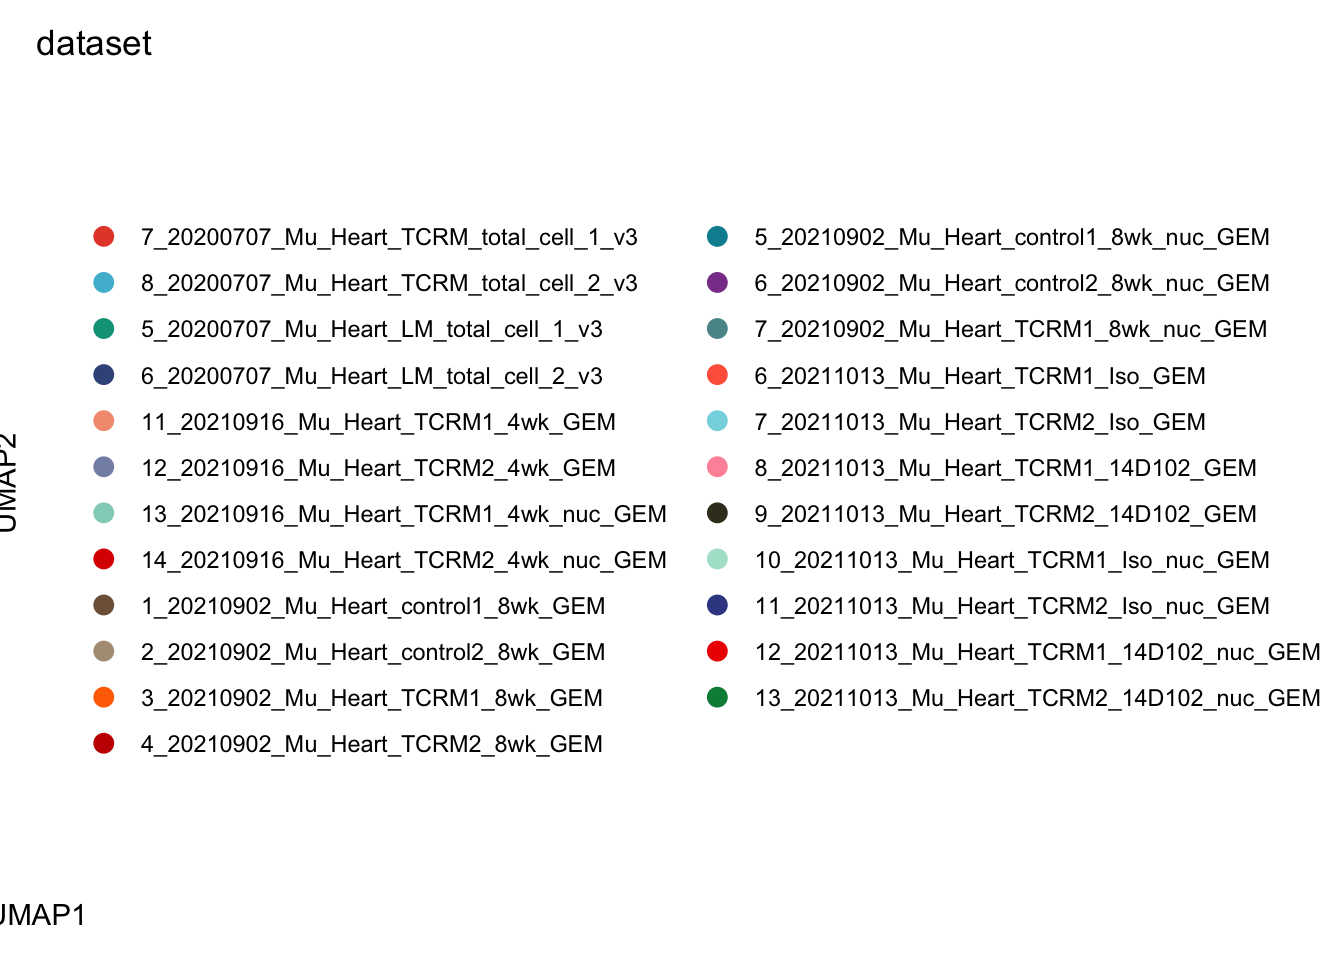 dataset
7_20200707_Mu_Heart_TCRM_total_cell_1_v3
8_20200707_Mu_Heart_TCRM_total_cell_2_v3
5_20200707_Mu_Heart_LM_total_cell_1_v3
6_20200707_Mu_Heart_LM_total_cell_2_v3
11_20210916_Mu_Heart_TCRM1_4wk_GEM
12_20210916_Mu_Heart_TCRM2_4wk_GEM
13_20210916_Mu_Heart_TCRM1_4wk_nuc_GEM
14_20210916_Mu_Heart_TCRM2_4wk_nuc_GEM
1_20210902_Mu_Heart_control1_8wk_GEM
2_20210902_Mu_Heart_control2_8wk_GEM
3_20210902_Mu_Heart_TCRM1_8wk_GEM
4_20210902_Mu_Heart_TCRM2_8wk_GEM
5_20210902_Mu_Heart_control1_8wk_nuc_GEM
6_20210902_Mu_Heart_control2_8wk_nuc_GEM
7_20210902_Mu_Heart_TCRM1_8wk_nuc_GEM
6_20211013_Mu_Heart_TCRM1_Iso_GEM
7_20211013_Mu_Heart_TCRM2_Iso_GEM
8_20211013_Mu_Heart_TCRM1_14D102_GEM
9_20211013_Mu_Heart_TCRM2_14D102_GEM
10_20211013_Mu_Heart_TCRM1_Iso_nuc_GEM
11_20211013_Mu_Heart_TCRM2_Iso_nuc_GEM
12_20211013_Mu_Heart_TCRM1_14D102_nuc_GEM
13_20211013_Mu_Heart_TCRM2_14D102_nuc_GEM
UMAP2
UMAP1